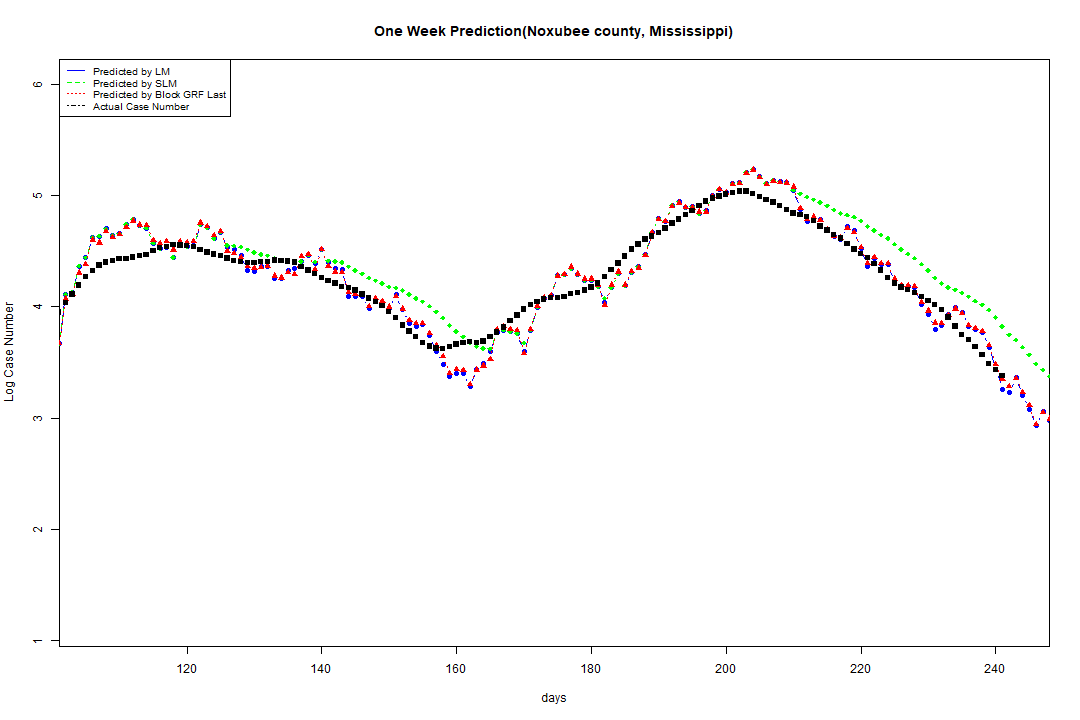 One Week Prediction(Noxubee county, Mississippi)
Predicted by LM
Predicted by SLM
Predicted by Block GRF Last
Actual Case Number
6
5
4
3
2
1
Log Case Number
120 140 160 180 200 220 240
days